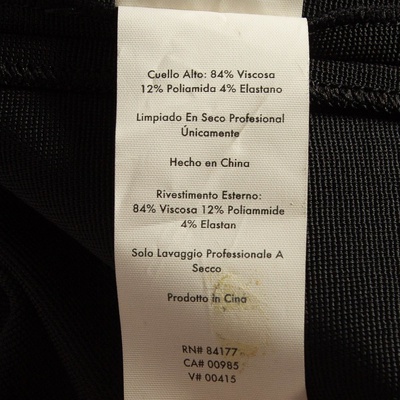 Cuello Alto: 84% Viscosa
12% Poliamida 4% Elastano
Limpiado En Seco Profesional
Únicamente
Hecho en China
Rivestimento Esterno:
84% Viscosa 12% Poliammide
4% Elastan
Solo Lavaggio Professionale A
Secco
Prodotto in Cina
RN# 84177
CA# 00985
V# 00415